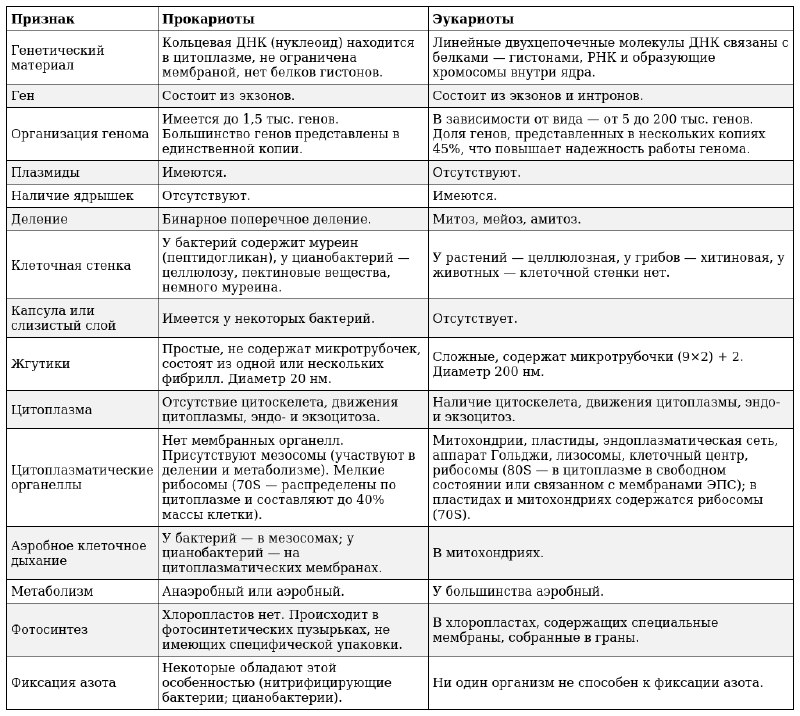 Признак
Прокариоты
Эукариоты
Генетический
материал
Кольцевая ДНК (нуклеоид) находится
в цитоплазме, не ограничена
мембраной, нет белков гистонов.
Линейные двухцепочечные молекулы ДНК связаны с
белками — гистонами, РНК и образующие
хромосомы внутри ядра.
Ген
Состоит из экзонов.
Состоит из экзонов и интронов.
Организация генома
Имеется до 1,5 тыс. генов.
Большинство генов представлены в
единственной копии.
В зависимости от вида — от 5 до 200 тыс. генов.
Доля генов, представленных в нескольких копиях
45%, что повышает надежность работы генома.
Плазмиды
Имеются.
Отсутствуют.
Наличие ядрышек
Отсутствуют.
Имеются.
Деление
Бинарное поперечное деление.
Митоз, мейоз, амитоз.
Клеточная стенка
У бактерий содержит муреин
(пептидогликан), у цианобактерий —
целлюлозу, пектиновые вещества,
немного муреина.
У растений — целлюлозная, у грибов — хитиновая, у
животных — клеточной стенки нет.
Капсула или
слизистый слой
Имеется у некоторых бактерий.
Отсутствует.
Жгутики
Простые, не содержат микротрубочек,
состоят из одной или нескольких
фибрилл. Диаметр 20 нм.
Сложные, содержат микротрубочки (9×2) + 2.
Диаметр 200 нм.
Цитоплазма
Отсутствие цитоскелета, движения
цитоплазмы, эндо- и экзоцитоза.
Наличие цитоскелета, движения цитоплазмы, эндо-
и экзоцитоз.
Цитоплазматические
органеллы
Нет мембранных органелл.
Присутствуют мезосомы (участвуют в
делении и метаболизме). Мелкие
рибосомы (70S — распределены по
цитоплазме и составляют до 40%
массы клетки).
Митохондрии, пластиды, эндоплазматическая сеть,
аппарат Гольджи, лизосомы, клеточный центр,
рибосомы (80S — в цитоплазме в свободном
состоянии или связанном с мембранами ЭПС); в
пластидах и митохондриях содержатся рибосомы
(70S).
Аэробное клеточное
дыхание
У бактерий — в мезосомах; у
цианобактерий — на
цитоплазматических мембранах.
В митохондриях.
Метаболизм
Анаэробный или аэробный.
У большинства аэробный.
Фотосинтез
Хлоропластов нет. Происходит в
фотосинтетических пузырьках, не
имеющих специфической упаковки.
В хлоропластах, содержащих специальные
мембраны, собранные в граны.
Фиксация азота
Некоторые обладают этой
особенностью (нитрифицирующие
бактерии; цианобактерии).
Ни один организм не способен к фиксации азота.